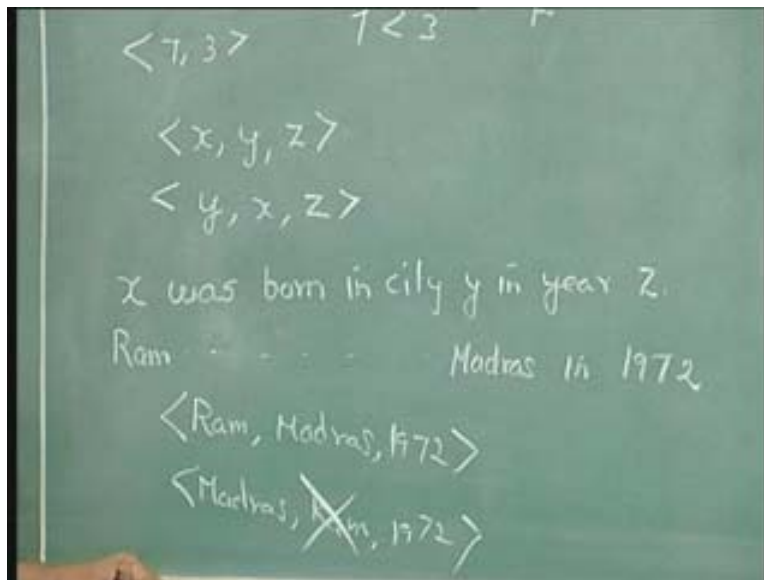 <7, 3> 7 < 3 F
<x, y, z>
<y, x, z>
x was born in city y in year z.
Ram - - - - - Madras in 1972
<Ram, Madras, 1972>
<Madras, Ram, 1972>